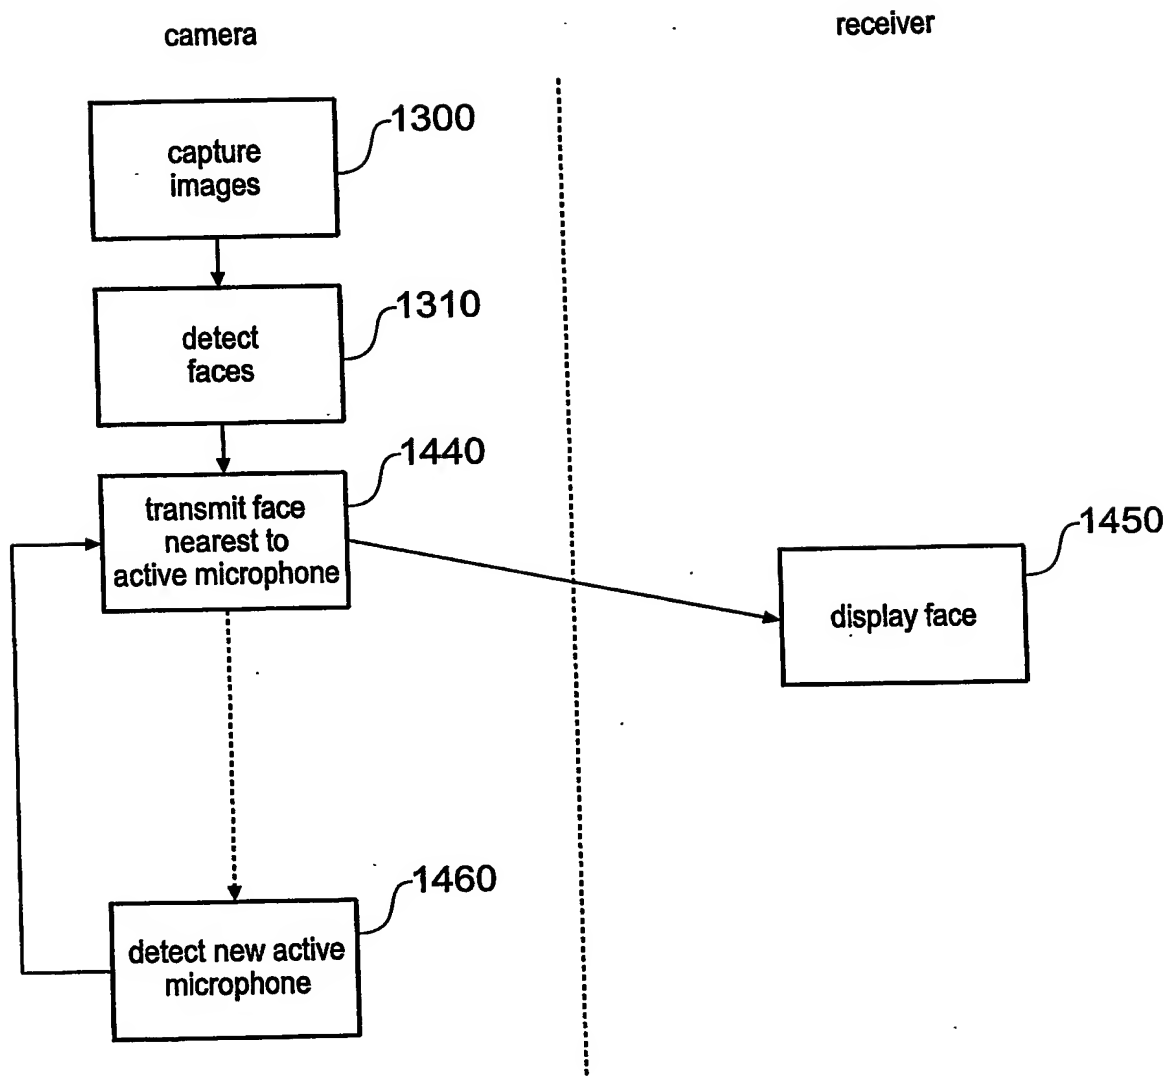 camera
receiver
1300
capture
images
1310
detect
faces
1440
transmit face
nearest to
active microphone
1450
display face
1460
detect new active
microphone